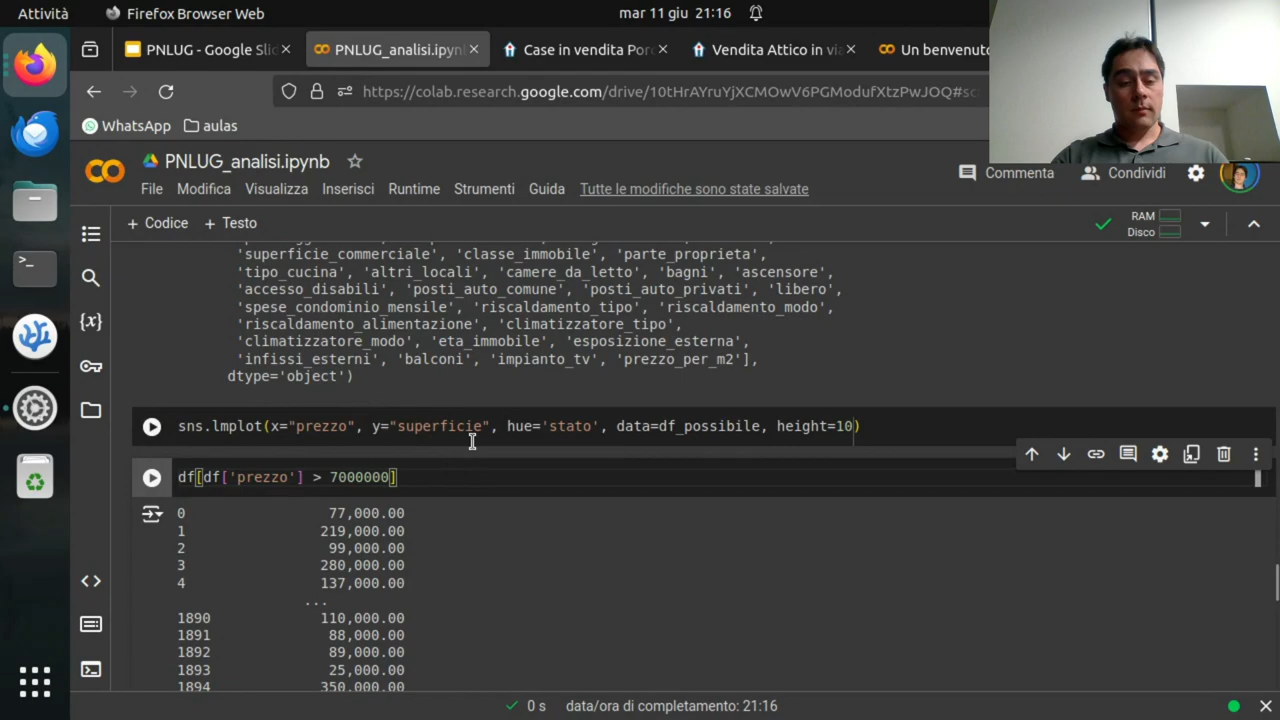 Attività
Firefox Browser Web
mar 11 giu 21:16
PNLUG - Google Slid
PNLUG_analisi.ipynb
Case in vendita Porc
Vendita Attico in via
Un benvenuto
https://colab.research.google.com/drive/10tHrAYruYjXCMOwV6PGModufXtzPwJOQ#sc
WhatsApp
aulas
PNLUG_analisi.ipynb
Commenta
Condividi
File Modifica Visualizza Inserisci Runtime Strumenti Guida Tutte le modifiche sono state salvate
+ Codice + Testo
RAM
Disco
'superficie_commerciale', 'classe_immobile', 'parte_proprieta',
'tipo_cucina', 'altri_locali', 'camere_da_letto', 'bagni', 'ascensore',
'accesso_disabili', 'posti_auto_comune', 'posti_auto_privati', 'libero',
'spese_condominio_mensile', 'riscaldamento_tipo', 'riscaldamento_modo',
'riscaldamento_alimentazione', 'climatizzatore_tipo',
'climatizzatore_modo', 'eta_immobile', 'esposizione_esterna',
'infissi_esterni', 'balconi', 'impianto_tv', 'prezzo_per_m2'],
dtype='object')
sns.lmplot(x="prezzo", y="superficie", hue='stato', data=df_possibile, height=10)
df[df['prezzo'] > 7000000]
0 77,000.00
1 219,000.00
2 99,000.00
3 280,000.00
4 137,000.00
...
1890 110,000.00
1891 88,000.00
1892 89,000.00
1893 25,000.00
1894 350,000.00
0 s data/ora di completamento: 21:16